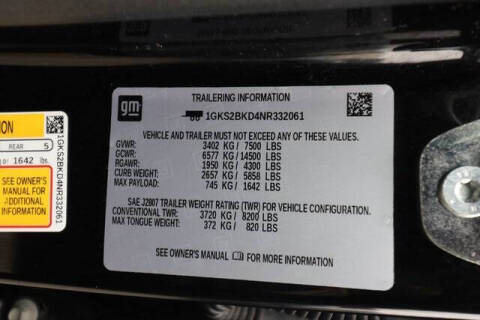 TRAILERING INFORMATION
gm
1GKS2BKD4NR332061
VEHICLE AND TRAILER MUST NOT EXCEED ANY OF THESE VALUES.
GVWR: 3402 KG / 7500 LBS
GCWR: 6577 KG / 14500 LBS
RGAWR: 1950 KG / 4300 LBS
CURB WEIGHT: 2657 KG / 5858 LBS
MAX PAYLOAD: 745 KG / 1642 LBS
SAE J2807 TRAILER WEIGHT RATING (TWR) FOR VEHICLE CONFIGURATION.
CONVENTIONAL TWR: 3720 KG / 8200 LBS
MAX TONGUE WEIGHT: 372 KG / 820 LBS
SEE OWNER'S MANUAL FOR MORE INFORMATION
REAR 5
1642 lbs.
SEE OWNER'S
MANUAL FOR
ADDITIONAL
INFORMATION
1GKS2BKD4NR332061